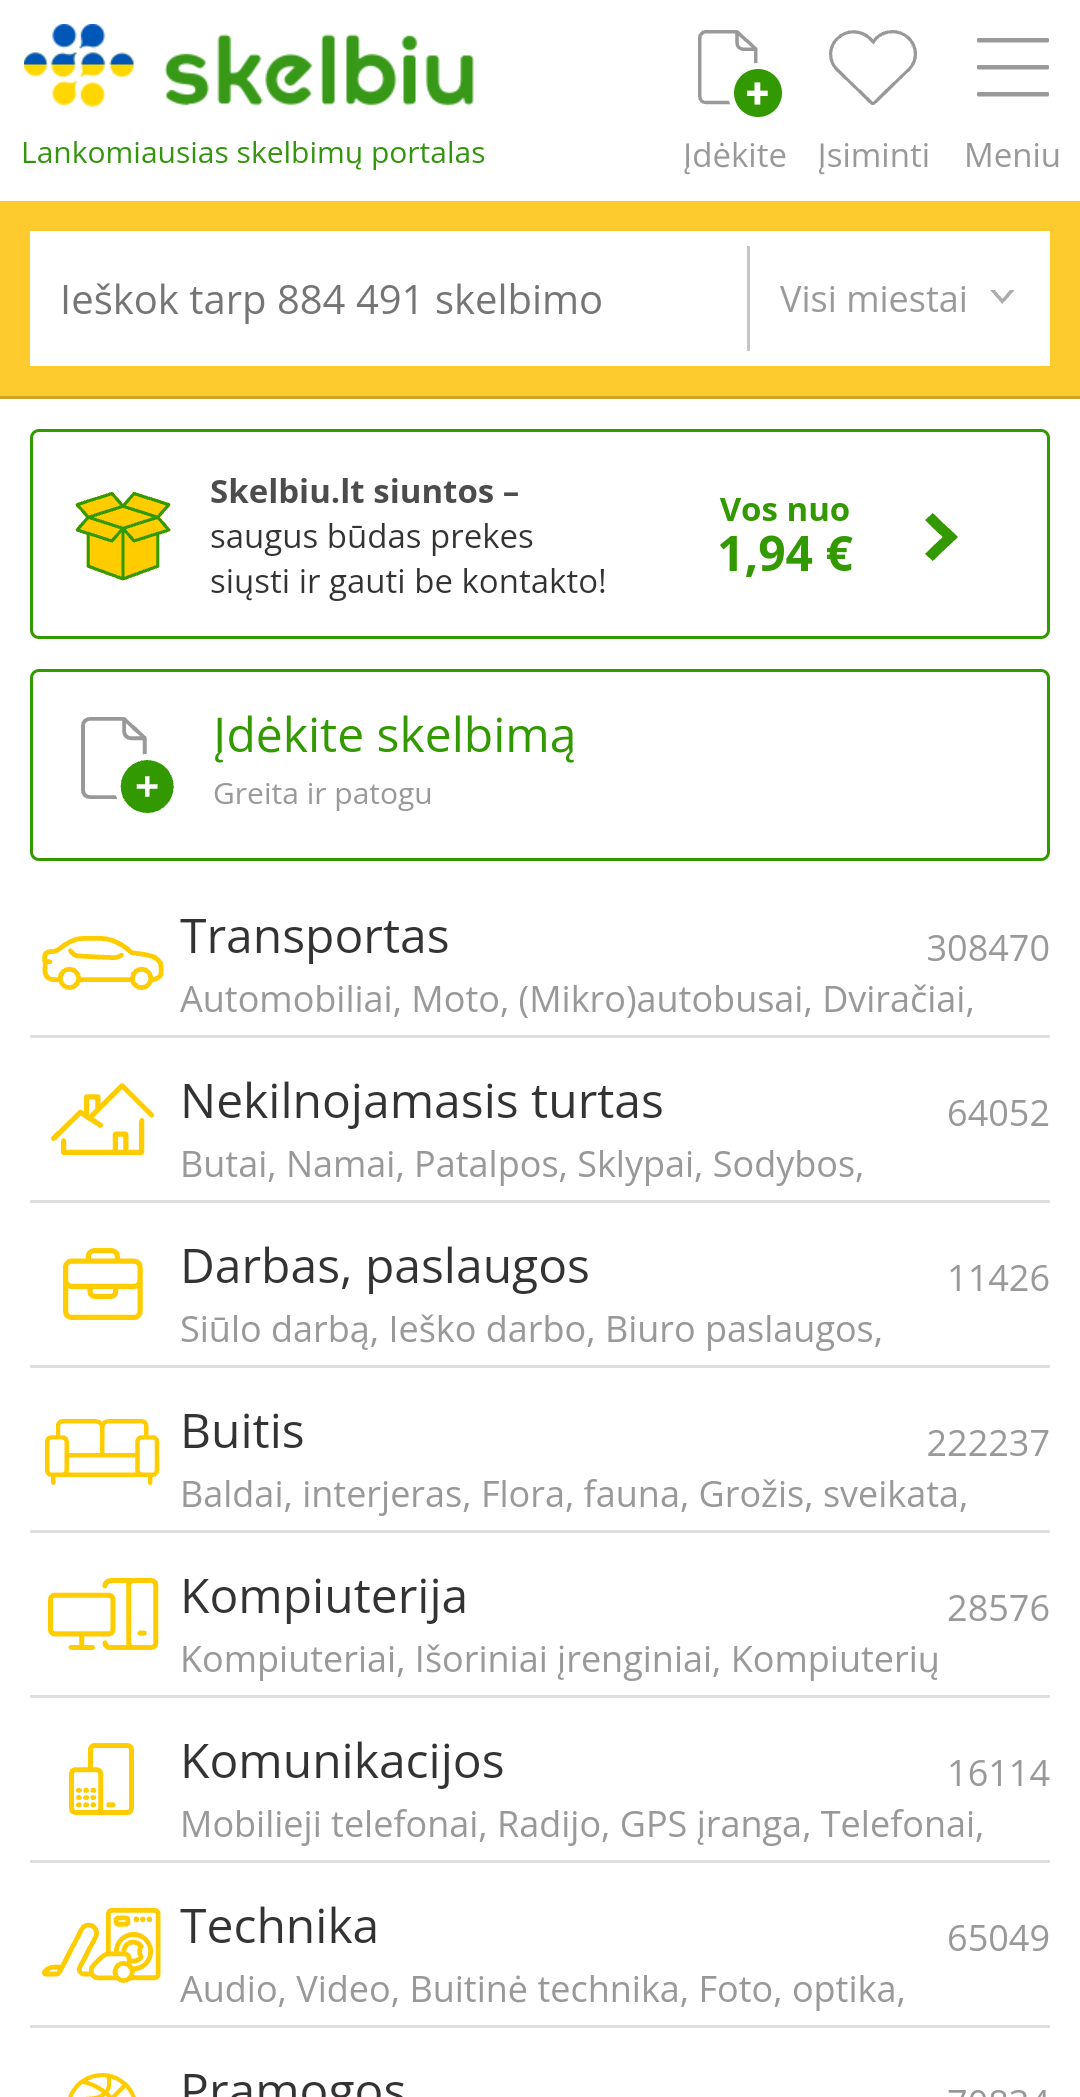 skelbiu
Lankomiausias skelbimų portalas
Įdėkite
Įsiminti
Meniu
Ieškok tarp 884 491 skelbimo
Visi miestai
Skelbiu.lt siuntos –
saugus būdas prekes
siųsti ir gauti be kontakto!
Vos nuo
1,94 €
Įdėkite skelbimą
Greita ir patogu
Transportas
308470
Automobiliai, Moto, (Mikro)autobusai, Dviračiai,
Nekilnojamasis turtas
64052
Butai, Namai, Patalpos, Sklypai, Sodybos,
Darbas, paslaugos
11426
Siūlo darbą, Ieško darbo, Biuro paslaugos,
Buitis
222237
Baldai, interjeras, Flora, fauna, Grožis, sveikata,
Kompiuterija
28576
Kompiuteriai, Išoriniai įrenginiai, Kompiuterių
Komunikacijos
16114
Mobilieji telefonai, Radijo, GPS įranga, Telefonai,
Technika
65049
Audio, Video, Buitinė technika, Foto, optika,
Pramogos